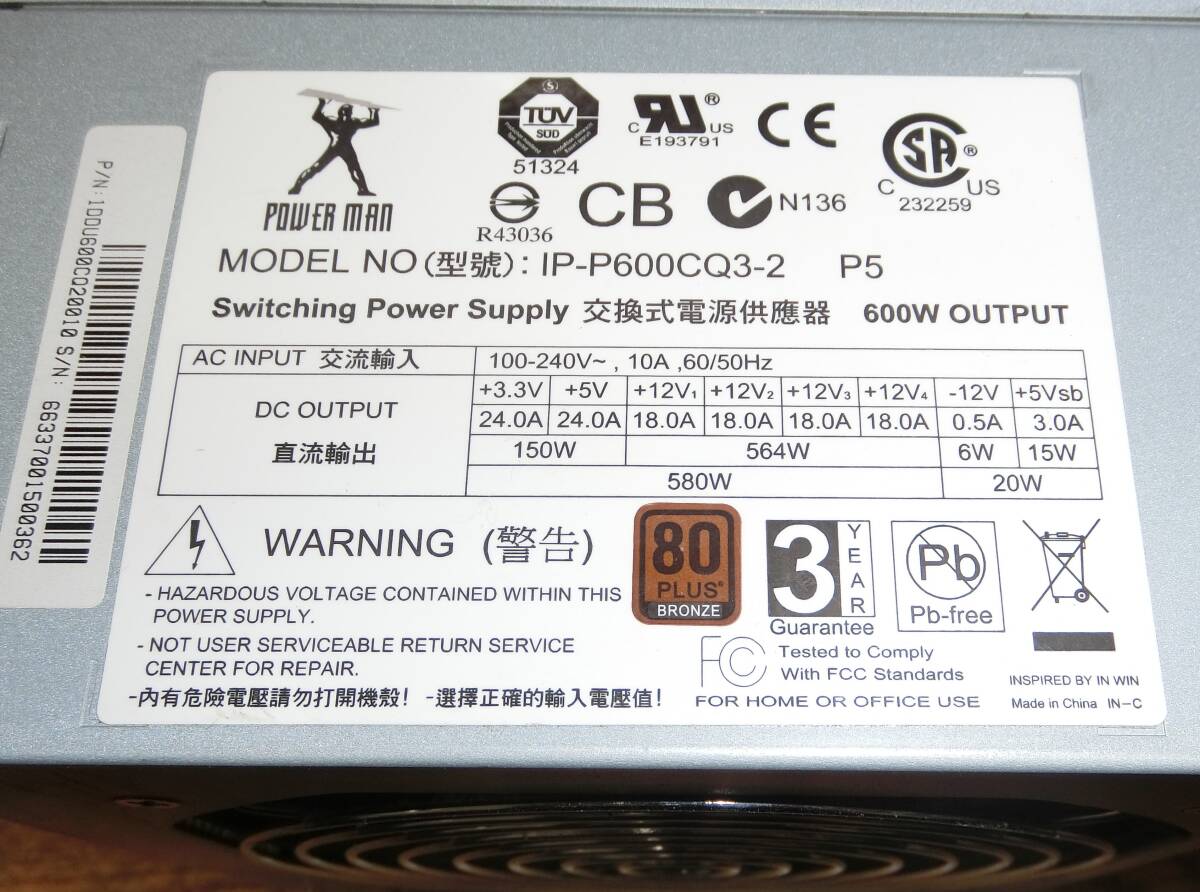 P/N:1DDU600CQ20010 S/N: 66337001500362
POWER MAN
TÜV
SÜD
51324
C US
E193791
CE
SA
C US
232259
R43036
CB
N136
MODEL NO(型號): IP-P600CQ3-2 P5
Switching Power Supply 交換式電源供應器 600W OUTPUT
AC INPUT 交流輸入 100-240V~ , 10A ,60/50Hz
DC OUTPUT
直流輸出
+3.3V +5V +12V1 +12V2 +12V3 +12V4 -12V +5Vsb
24.0A 24.0A 18.0A 18.0A 18.0A 18.0A 0.5A 3.0A
150W 564W 6W 15W
580W 20W
WARNING (警告)
- HAZARDOUS VOLTAGE CONTAINED WITHIN THIS
POWER SUPPLY.
- NOT USER SERVICEABLE RETURN SERVICE
CENTER FOR REPAIR.
-內有危險電壓請勿打開機殼! -選擇正確的輸入電壓值!
80
PLUS®
BRONZE
3 YEAR
Guarantee
Pb
Pb-free
FC
Tested to Comply
With FCC Standards
FOR HOME OR OFFICE USE
INSPIRED BY IN WIN
Made in China IN-C